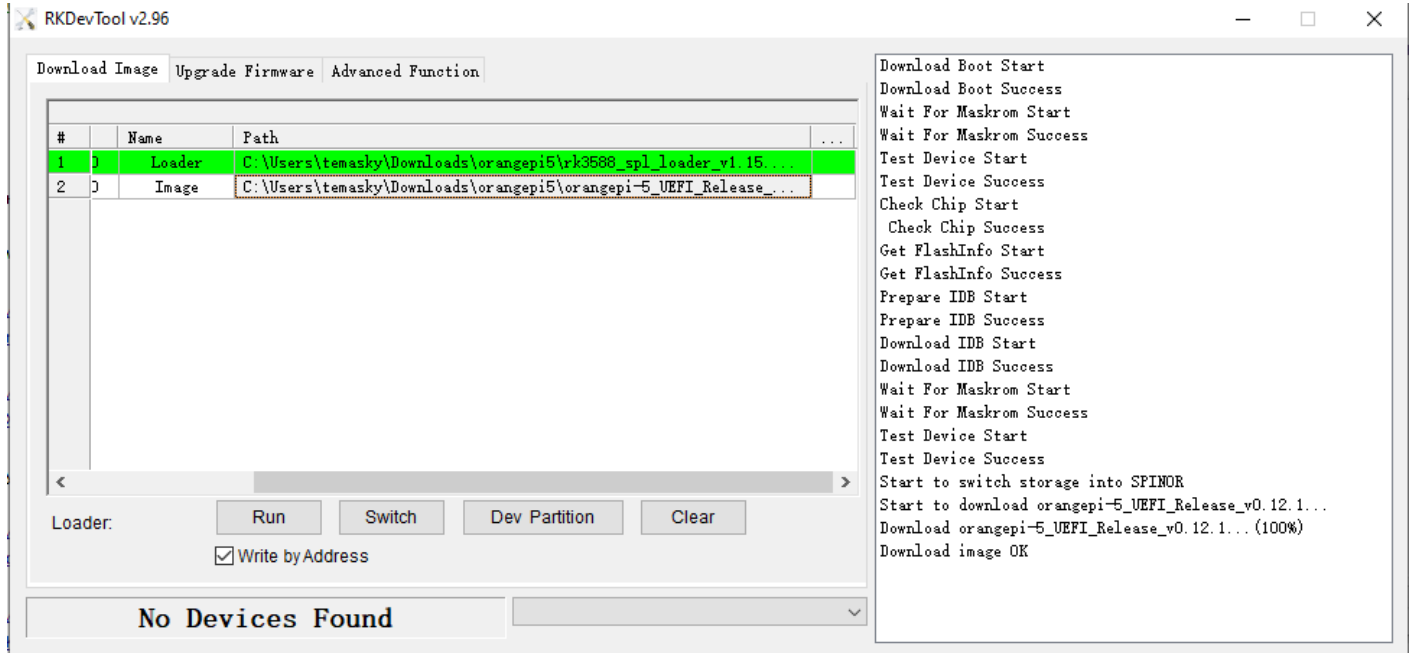 RKDevTool v2.96
Download Image Upgrade Firmware Advanced Function
# Name Path ...
1 Loader C:\Users\temasky\Downloads\orangepi5\rk3588_spl_loader_v1.15....
2 Image C:\Users\temasky\Downloads\orangepi5\orangepi-5_UEFI_Release_...
Loader: Run Switch Dev Partition Clear
Write by Address
No Devices Found
Download Boot Start
Download Boot Success
Wait For Maskrom Start
Wait For Maskrom Success
Test Device Start
Test Device Success
Check Chip Start
Check Chip Success
Get FlashInfo Start
Get FlashInfo Success
Prepare IDB Start
Prepare IDB Success
Download IDB Start
Download IDB Success
Wait For Maskrom Start
Wait For Maskrom Success
Test Device Start
Test Device Success
Start to switch storage into SPINOR
Start to download orangepi-5_UEFI_Release_v0.12.1...
Download orangepi-5_UEFI_Release_v0.12.1...(100%)
Download image OK